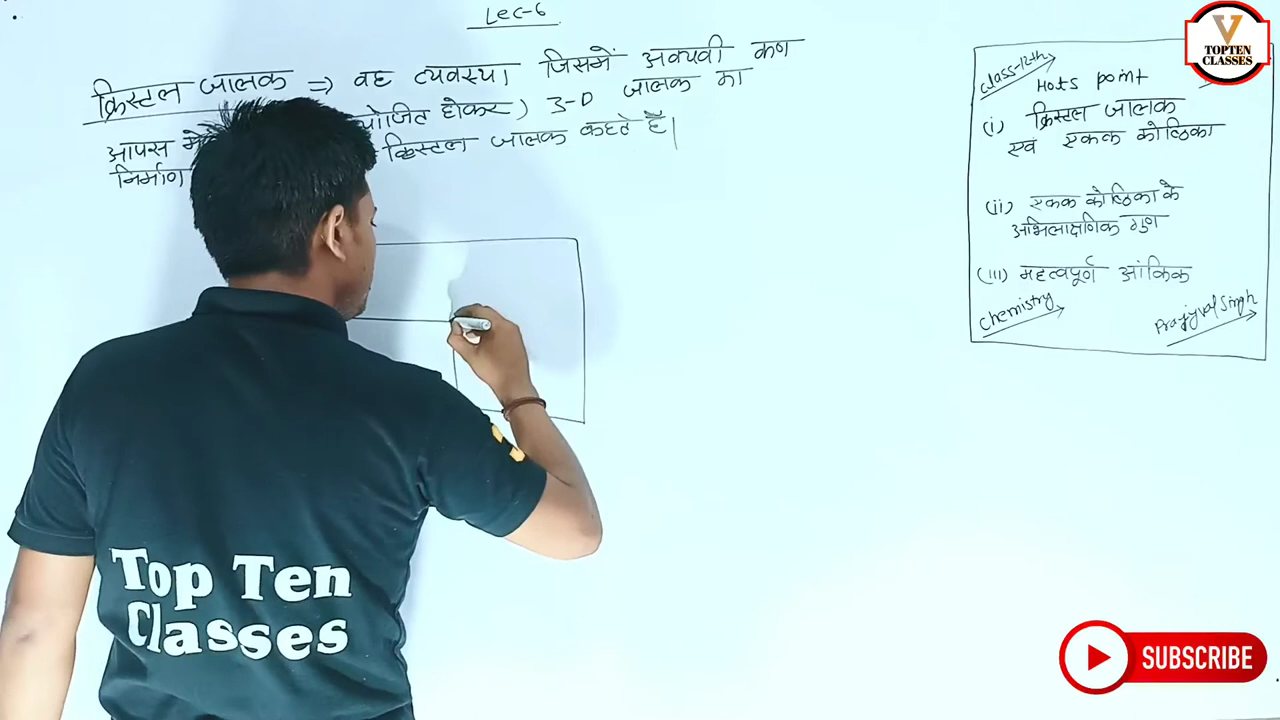 Lec-6
क्रिस्टल जालक ⇒ वह व्यवस्था जिसमें अवयवी कण
आपस में योजित होकर) 3-D जालक का
निर्माण क्रिस्टल जालक कहते हैं|
Class-12th
Hots point
(i) क्रिस्टल जालक
एवं एकक कोष्ठिका
(ii) एकक कोष्ठिका के
अभिलाक्षणिक गुण
(iii) महत्वपूर्ण आंकिक
Chemistry
Prajjwal Singh
V
TOPTEN
CLASSES
Top Ten
Classes
SUBSCRIBE